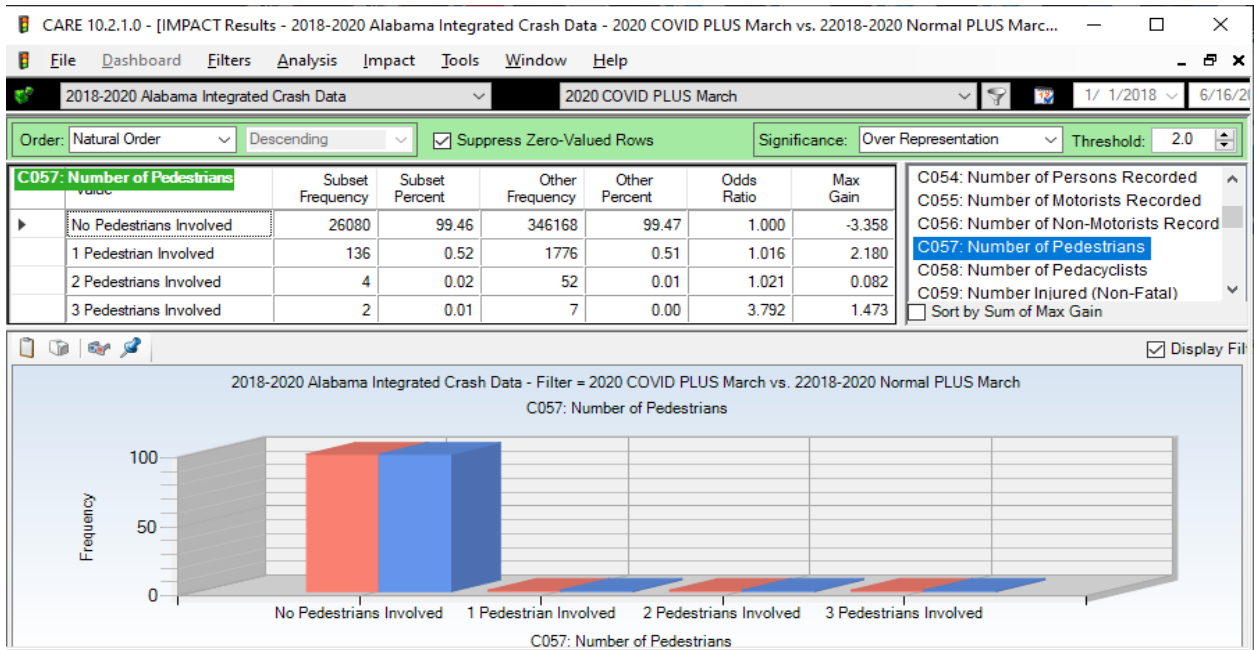 CARE 10.2.1.0 - [IMPACT Results - 2018-2020 Alabama Integrated Crash Data - 2020 COVID PLUS March vs. 22018-2020 Normal PLUS Marc...
File Dashboard Filters Analysis Impact Tools Window Help
2018-2020 Alabama Integrated Crash Data 2020 COVID PLUS March 1/ 1/2018 6/16/20
Order: Natural Order Descending Suppress Zero-Valued Rows Significance: Over Representation Threshold: 2.0
C057: Number of Pedestrians
Subset Frequency Subset Percent Other Frequency Other Percent Odds Ratio Max Gain
No Pedestrians Involved 26080 99.46 346168 99.47 1.000 -3.358
1 Pedestrian Involved 136 0.52 1776 0.51 1.016 2.180
2 Pedestrians Involved 4 0.02 52 0.01 1.021 0.082
3 Pedestrians Involved 2 0.01 7 0.00 3.792 1.473
C054: Number of Persons Recorded
C055: Number of Motorists Recorded
C056: Number of Non-Motorists Record
C057: Number of Pedestrians
C058: Number of Pedacyclists
C059: Number Injured (Non-Fatal)
Sort by Sum of Max Gain
Display Filt
2018-2020 Alabama Integrated Crash Data - Filter = 2020 COVID PLUS March vs. 22018-2020 Normal PLUS March
C057: Number of Pedestrians
Frequency
100
50
0
No Pedestrians Involved 1 Pedestrian Involved 2 Pedestrians Involved 3 Pedestrians Involved
C057: Number of Pedestrians